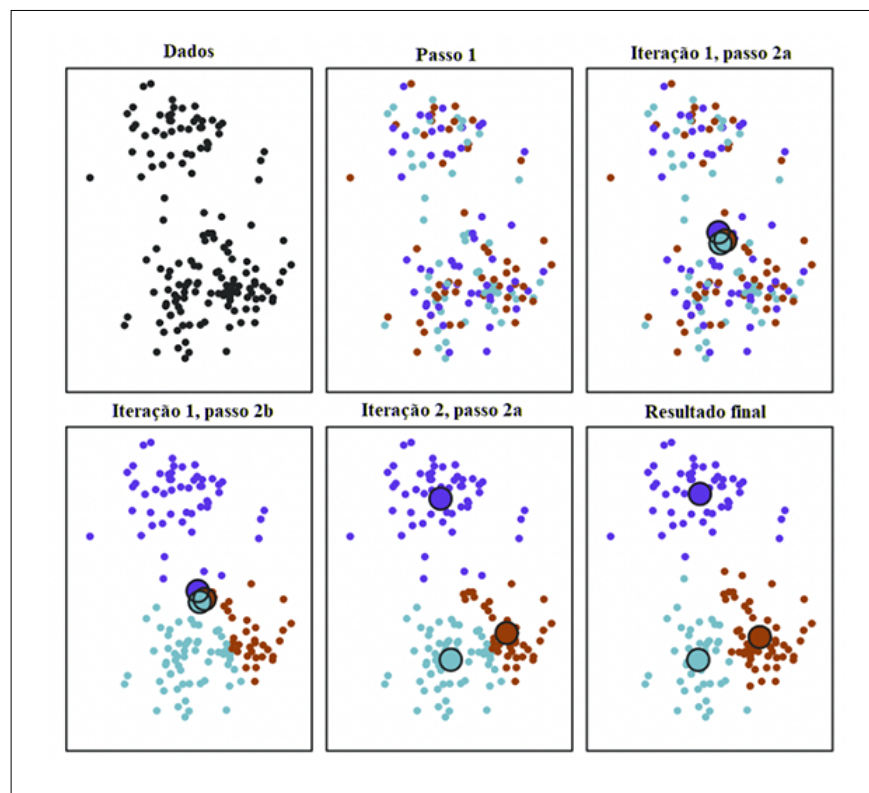 Dados
Passo 1
Iteração 1, passo 2a
Iteração 1, passo 2b
Iteração 2, passo 2a
Resultado final